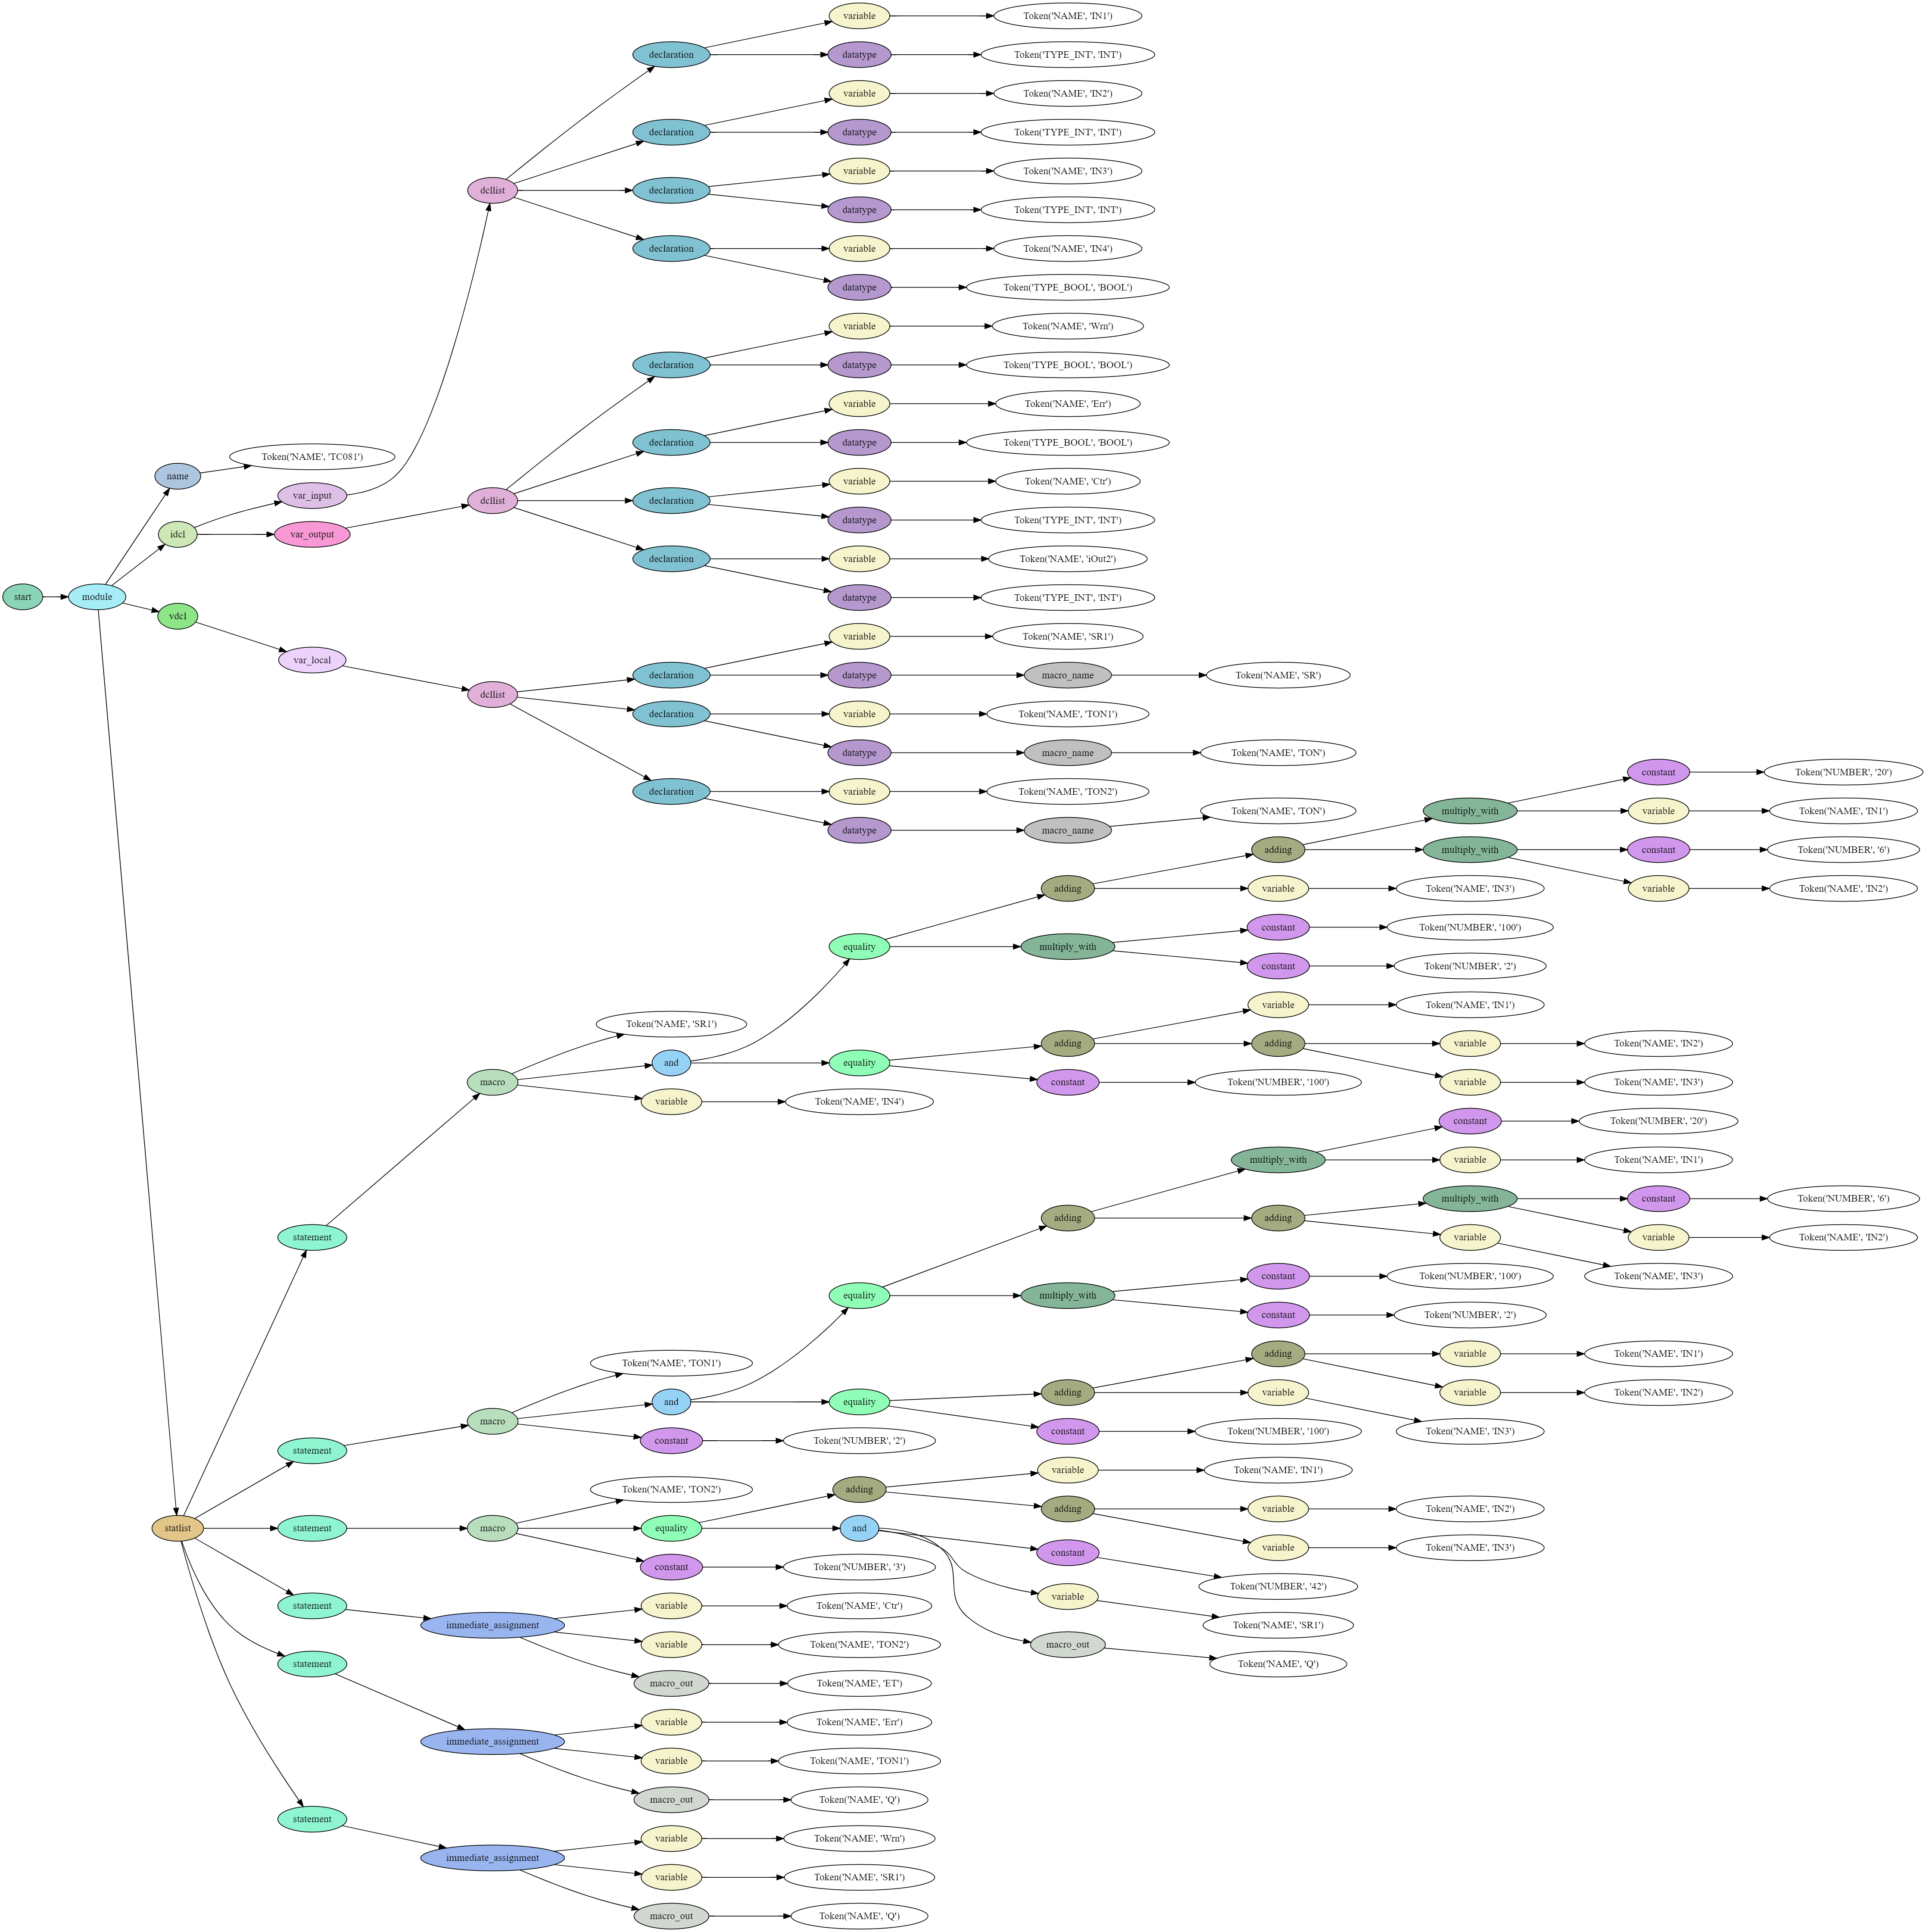 variable
Token('NAME', 'IN1')
declaration
datatype
Token('TYPE_INT', 'INT')
variable
Token('NAME', 'IN2')
declaration
datatype
Token('TYPE_INT', 'INT')
variable
Token('NAME', 'IN3')
dcllist
declaration
datatype
Token('TYPE_INT', 'INT')
declaration
variable
Token('NAME', 'IN4')
datatype
Token('TYPE_BOOL', 'BOOL')
variable
Token('NAME', 'Wrn')
declaration
datatype
Token('TYPE_BOOL', 'BOOL')
variable
Token('NAME', 'Err')
declaration
datatype
Token('TYPE_BOOL', 'BOOL')
Token('NAME', 'TC081')
name
variable
Token('NAME', 'Ctr')
var_input
dcllist
declaration
datatype
Token('TYPE_INT', 'INT')
idcl
var_output
declaration
variable
Token('NAME', 'iOut2')
start
module
datatype
Token('TYPE_INT', 'INT')
vdcl
variable
Token('NAME', 'SR1')
var_local
declaration
datatype
macro_name
Token('NAME', 'SR')
dcllist
declaration
variable
Token('NAME', 'TON1')
datatype
macro_name
Token('NAME', 'TON')
constant
Token('NUMBER', '20')
declaration
variable
Token('NAME', 'TON2')
Token('NAME', 'TON')
multiply_with
variable
Token('NAME', 'IN1')
datatype
macro_name
adding
multiply_with
constant
Token('NUMBER', '6')
adding
variable
Token('NAME', 'IN3')
variable
Token('NAME', 'IN2')
constant
Token('NUMBER', '100')
equality
multiply_with
constant
Token('NUMBER', '2')
variable
Token('NAME', 'IN1')
Token('NAME', 'SR1')
adding
adding
variable
Token('NAME', 'IN2')
and
equality
macro
constant
Token('NUMBER', '100')
variable
Token('NAME', 'IN3')
variable
Token('NAME', 'IN4')
constant
Token('NUMBER', '20')
multiply_with
variable
Token('NAME', 'IN1')
multiply_with
constant
Token('NUMBER', '6')
adding
adding
statement
variable
variable
Token('NAME', 'IN2')
constant
Token('NUMBER', '100')
Token('NAME', 'IN3')
equality
multiply_with
constant
Token('NUMBER', '2')
Token('NAME', 'TON1')
adding
variable
Token('NAME', 'IN1')
and
equality
adding
variable
variable
Token('NAME', 'IN2')
macro
constant
Token('NUMBER', '100')
Token('NAME', 'IN3')
constant
Token('NUMBER', '2')
statement
variable
Token('NAME', 'IN1')
Token('NAME', 'TON2')
adding
adding
variable
Token('NAME', 'IN2')
statlist
statement
macro
equality
and
variable
Token('NAME', 'IN3')
constant
constant
Token('NUMBER', '3')
Token('NUMBER', '42')
variable
statement
variable
Token('NAME', 'Ctr')
immediate_assignment
Token('NAME', 'SR1')
variable
Token('NAME', 'TON2')
macro_out
statement
Token('NAME', 'Q')
macro_out
Token('NAME', 'ET')
variable
Token('NAME', 'Err')
immediate_assignment
variable
Token('NAME', 'TON1')
macro_out
Token('NAME', 'Q')
statement
variable
Token('NAME', 'Wrn')
immediate_assignment
variable
Token('NAME', 'SR1')
macro_out
Token('NAME', 'Q')